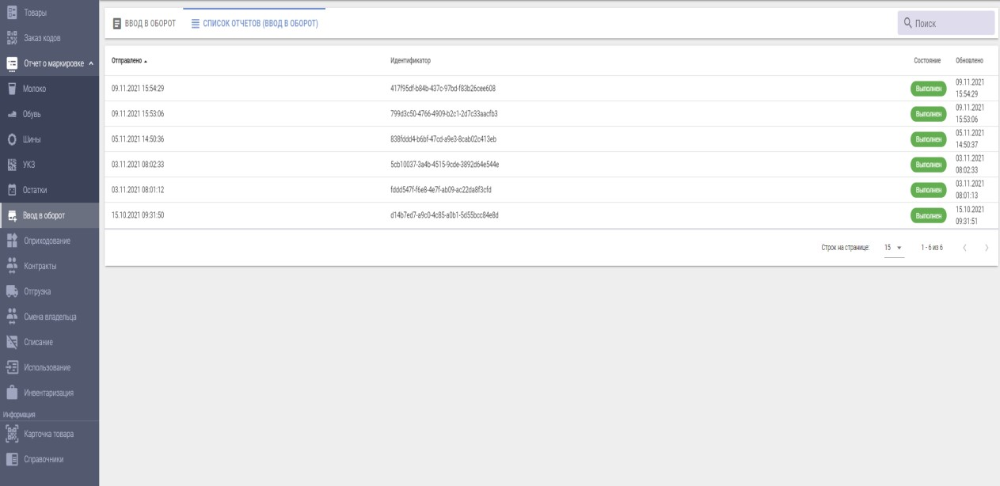 Товары
Заказ кодов
Отчет о маркировке
Молоко
Обувь
Шины
УКЗ
Остатки
Ввод в оборот
Оприходование
Контракты
Отгрузка
Смена владельца
Списание
Использование
Инвентаризация
Информация
Карточка товара
Справочники
ВВОД В ОБОРОТ СПИСОК ОТЧЕТОВ (ВВОД В ОБОРОТ) Поиск
Отправлено Идентификатор Состояние Обновлено
09.11.2021 15:54:29 417f95df-b84b-437c-97bd-f83b26cee608 Выполнен 09.11.2021
15:54:29
09.11.2021 15:53:06 799d3c50-4766-4909-b2c1-2d7c33aacfb3 Выполнен 09.11.2021
15:53:06
05.11.2021 14:50:36 838fddd4-b6bf-47cd-a9e3-8cab02c413eb Выполнен 05.11.2021
14:50:37
03.11.2021 08:02:33 5cb10037-3a4b-4515-9cde-3892d64e544e Выполнен 03.11.2021
08:02:33
03.11.2021 08:01:12 fddd547f-f6e8-4e7f-ab09-ac22da8f3cfd Выполнен 03.11.2021
08:01:13
15.10.2021 09:31:50 d14b7ed7-a9c0-4c85-a0b1-5d55bcc84e8d Выполнен 15.10.2021
09:31:51
Строк на странице: 15 1 - 6 из 6